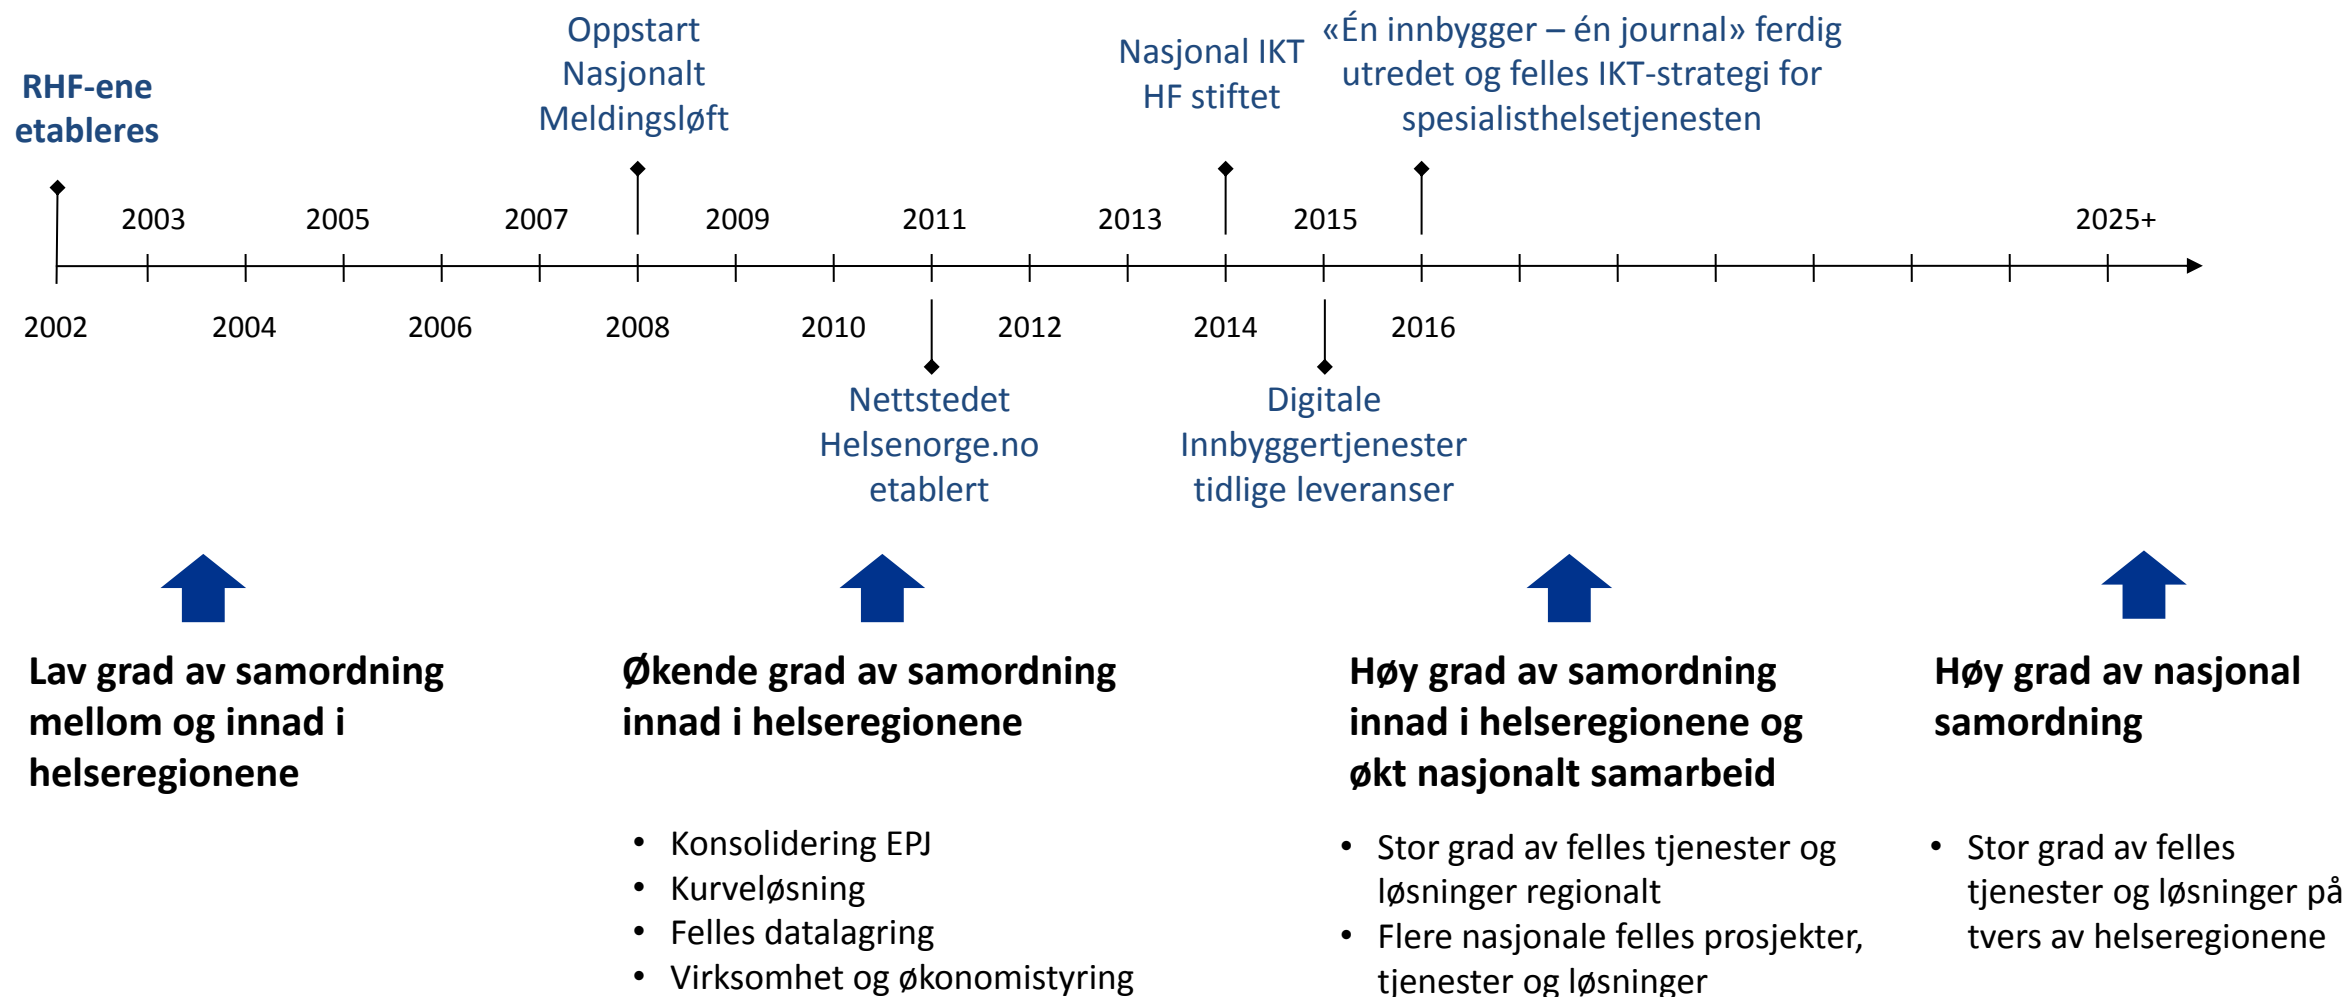 RHF-ene
etableres
Oppstart
Nasjonalt
Meldingsløft
Nasjonal IKT
HF stiftet
«Én innbygger – én journal» ferdig
utredet og felles IKT-strategi for
spesialisthelsetjenesten
2003
2005
2007
2009
2011
2013
2015
2025+
2002
2004
2006
2008
2010
2012
2014
2016
Nettstedet
Helsenorge.no
etablert
Digitale
Innbyggertjenester
tidlige leveranser
Lav grad av samordning
mellom og innad i
helseregionene
Økende grad av samordning
innad i helseregionene
• Konsolidering EPJ
• Kurveløsning
• Felles datalagring
• Virksomhet og økonomistyring
Høy grad av samordning
innad i helseregionene og
økt nasjonalt samarbeid
• Stor grad av felles tjenester og
løsninger regionalt
• Flere nasjonale felles prosjekter,
tjenester og løsninger
Høy grad av nasjonal
samordning
• Stor grad av felles
tjenester og løsninger på
tvers av helseregionene